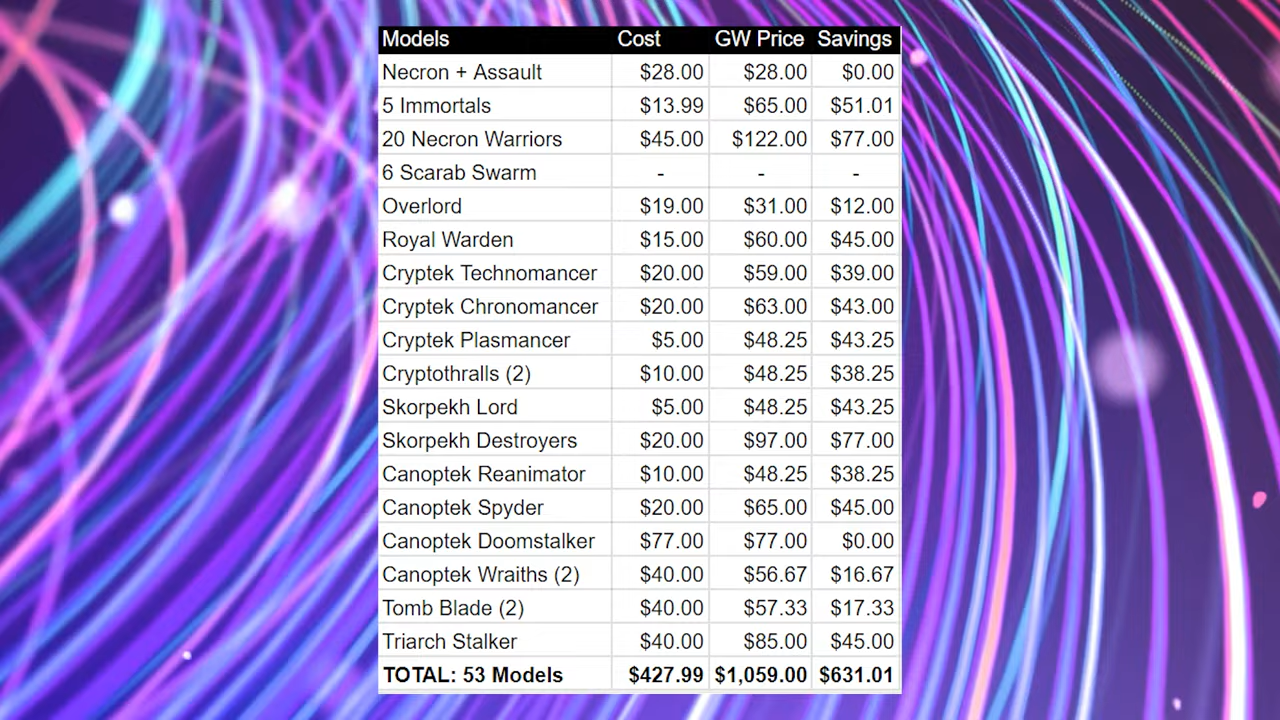 Models Cost GW Price Savings
Necron + Assault $28.00 $28.00 $0.00
5 Immortals $13.99 $65.00 $51.01
20 Necron Warriors $45.00 $122.00 $77.00
6 Scarab Swarm - - -
Overlord $19.00 $31.00 $12.00
Royal Warden $15.00 $60.00 $45.00
Cryptek Technomancer $20.00 $59.00 $39.00
Cryptek Chronomancer $20.00 $63.00 $43.00
Cryptek Plasmancer $5.00 $48.25 $43.25
Cryptothralls (2) $10.00 $48.25 $38.25
Skorpekh Lord $5.00 $48.25 $43.25
Skorpekh Destroyers $20.00 $97.00 $77.00
Canoptek Reanimator $10.00 $48.25 $38.25
Canoptek Spyder $20.00 $65.00 $45.00
Canoptek Doomstalker $77.00 $77.00 $0.00
Canoptek Wraiths (2) $40.00 $56.67 $16.67
Tomb Blade (2) $40.00 $57.33 $17.33
Triarch Stalker $40.00 $85.00 $45.00
TOTAL: 53 Models $427.99 $1,059.00 $631.01